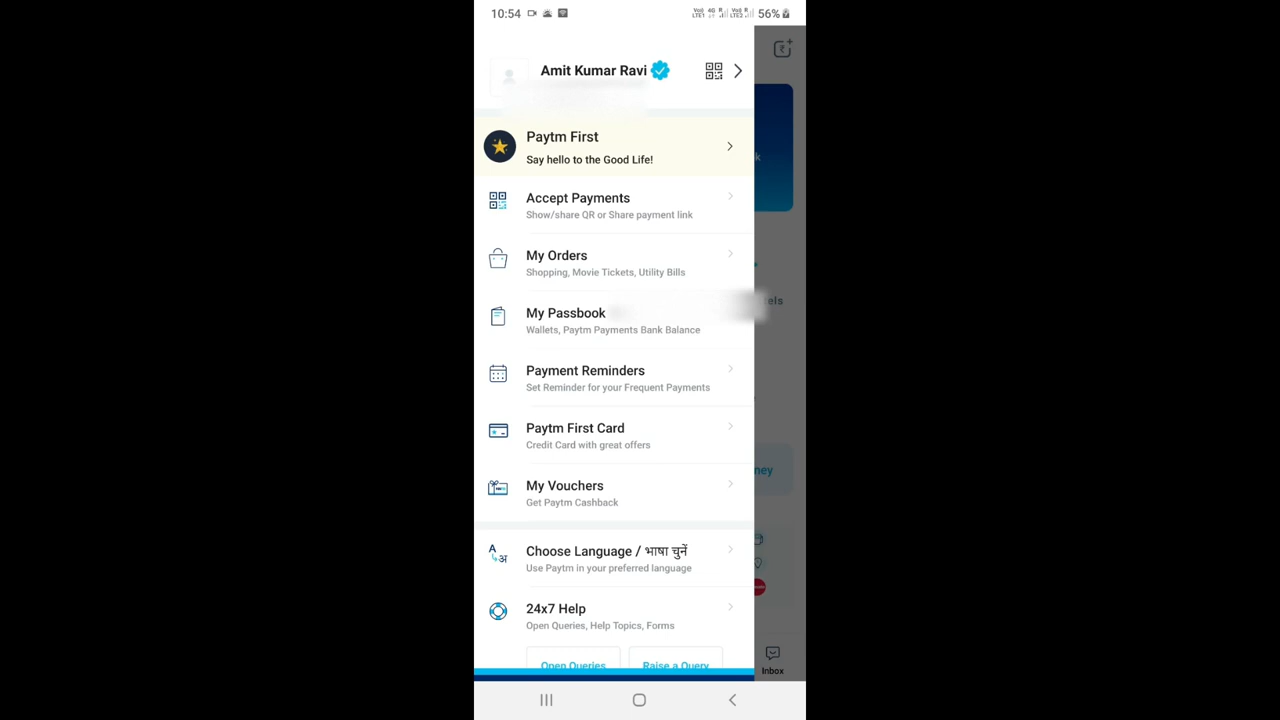 10:54
56%
Amit Kumar Ravi
Paytm First
Say hello to the Good Life!
Accept Payments
Show/share QR or Share payment link
My Orders
Shopping, Movie Tickets, Utility Bills
My Passbook
Wallets, Paytm Payments Bank Balance
Payment Reminders
Set Reminder for your Frequent Payments
Paytm First Card
Credit Card with great offers
My Vouchers
Get Paytm Cashback
Choose Language / भाषा चुनें
Use Paytm in your preferred language
24x7 Help
Open Queries, Help Topics, Forms
Open Queries Raise a Query
Inbox